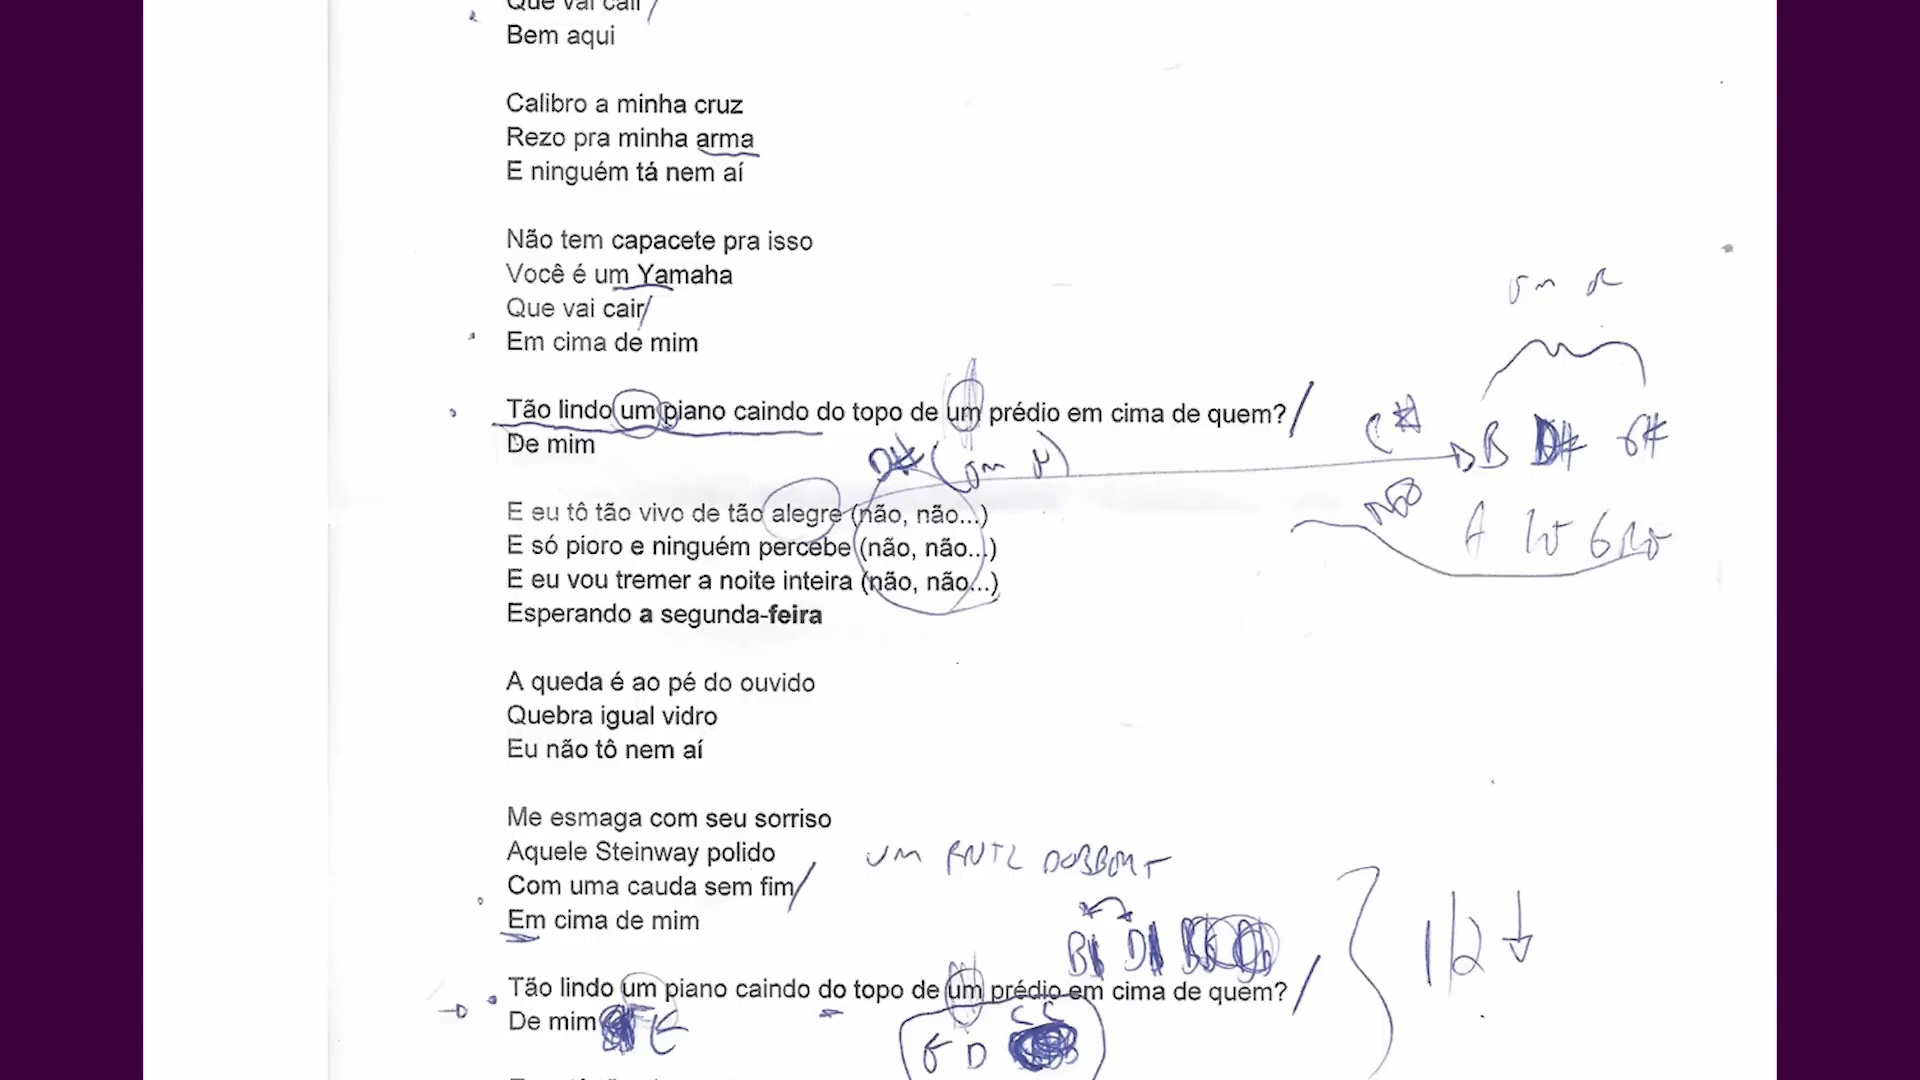 Que vai cair/
Bem aqui
Calibro a minha cruz
Rezo pra minha arma
E ninguém tá nem aí
Não tem capacete pra isso
Você é um Yamaha
Que vai cair/
Em cima de mim
Tão lindo um piano caindo do topo de um prédio em cima de quem? /
De mim
C#
B D# G#
D#
E eu tô tão vivo de tão alegre (não, não...)
E só pioro e ninguém percebe (não, não...)
E eu vou tremer a noite inteira (não, não...)
Esperando a segunda-feira
A queda é ao pé do ouvido
Quebra igual vidro
Eu não tô nem aí
Me esmaga com seu sorriso
Aquele Steinway polido
Com uma cauda sem fim/
Em cima de mim
1/2 ↓
Tão lindo um piano caindo do topo de um prédio em cima de quem? /
De mim